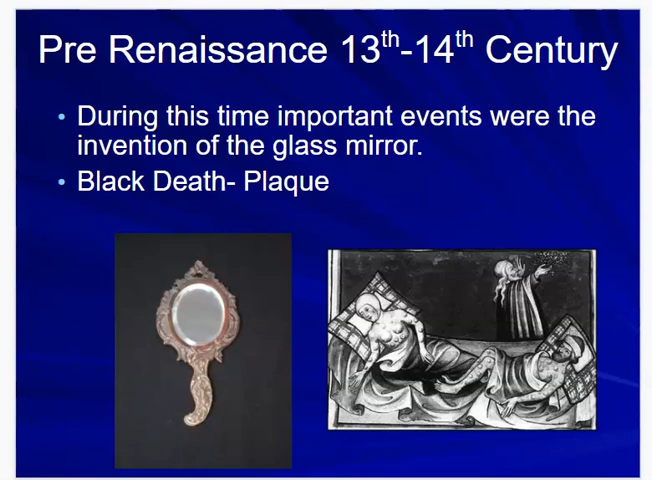 Pre Renaissance 13th-14th Century
• During this time important events were the
invention of the glass mirror.
• Black Death- Plaque